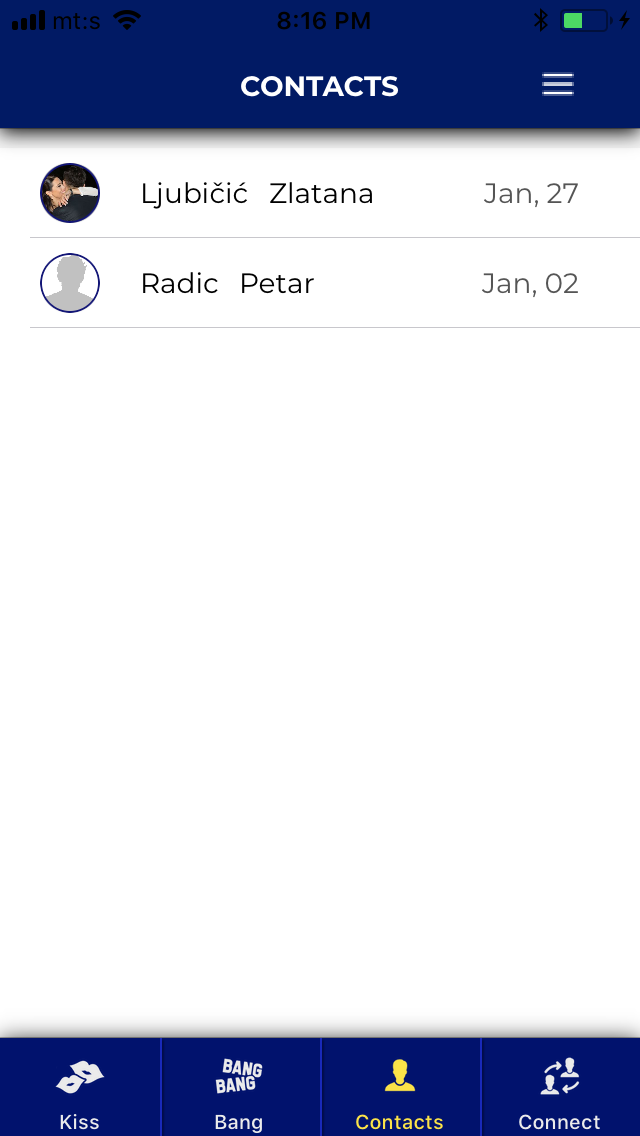 mt:s 8:16 PM
CONTACTS
Ljubičić Zlatana Jan, 27
Radic Petar Jan, 02
BANG
BANG
Kiss Bang Contacts Connect